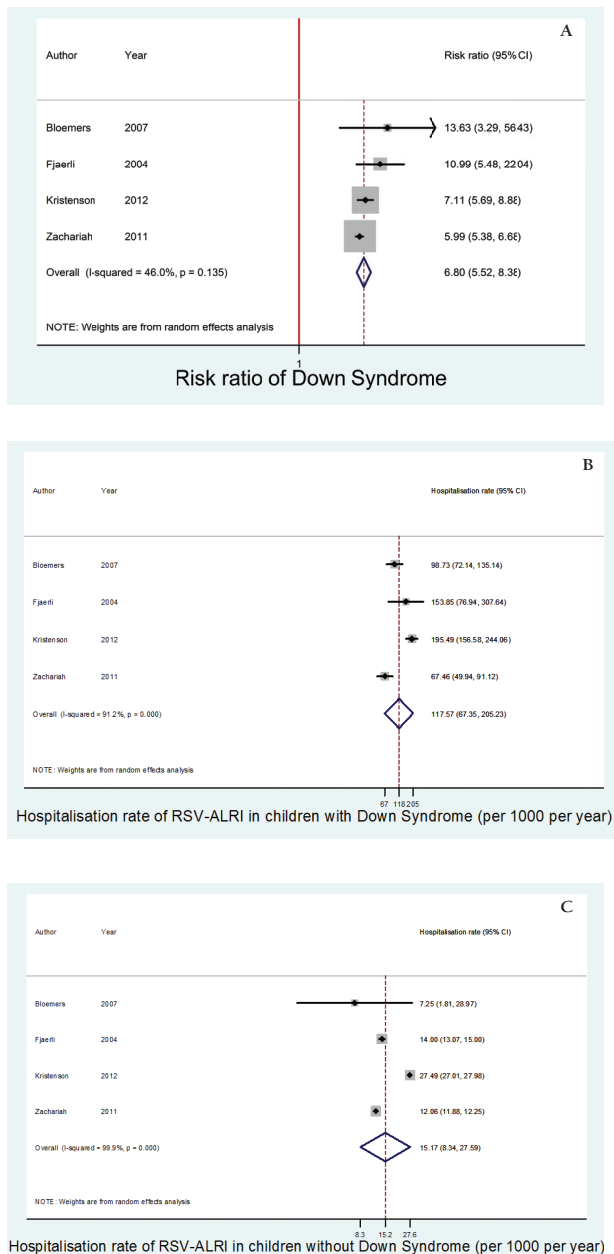 A
Author Year Risk ratio (95% CI)
Bloemers 2007 13.63 (3.29, 5643)
Fjaerli 2004 10.99 (5.48, 2204)
Kristenson 2012 7.11 (5.69, 8.88)
Zachariah 2011 5.99 (5.38, 6.68)
Overall (I-squared = 46.0%, p = 0.135) 6.80 (5.52, 8.38)
NOTE: Weights are from random effects analysis
1
Risk ratio of Down Syndrome
B
Author Year Hospitalisation rate (95% CI)
Bloemers 2007 98.73 (72.14, 135.14)
Fjaerli 2004 153.85 (76.94, 307.64)
Kristenson 2012 195.49 (156.58, 244.06)
Zachariah 2011 67.46 (49.94, 91.12)
Overall (I-squared = 91.2%, p = 0.000) 117.57 (67.35, 205.23)
NOTE : Weights are from random effects analysis
67 118 205
Hospitalisation rate of RSV-ALRI in children with Down Syndrome (per 1000 per year)
C
Author Year Hospitalisation rate (95% CI)
Bloemers 2007 7.25 (1.81, 28.97)
Fjaerli 2004 14.00 (13.07, 15.00)
Kristenson 2012 27.49 (27.01, 27.98)
Zachariah 2011 12.06 (11.88, 12.25)
Overall (I-squared = 99.9%, p = 0.000) 15.17 (8.34, 27.59)
NOTE : Weights are from random effects analysis
8.3 15.2 27.6
Hospitalisation rate of RSV-ALRI in children without Down Syndrome (per 1000 per year)